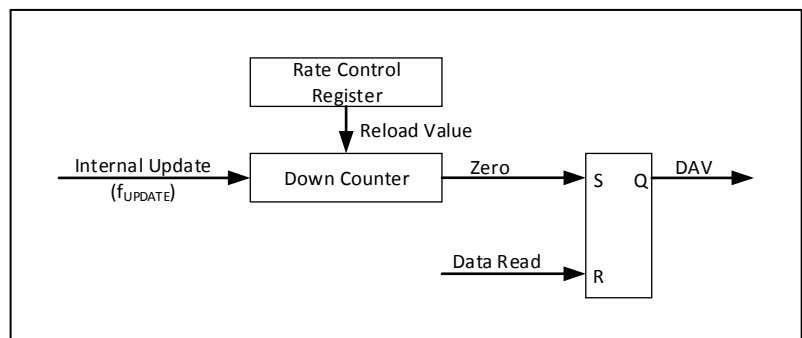 Rate Control
Register
Reload Value
Internal Update
(fUPDATE)
Down Counter
Zero
S
Q
DAV
Data Read
R